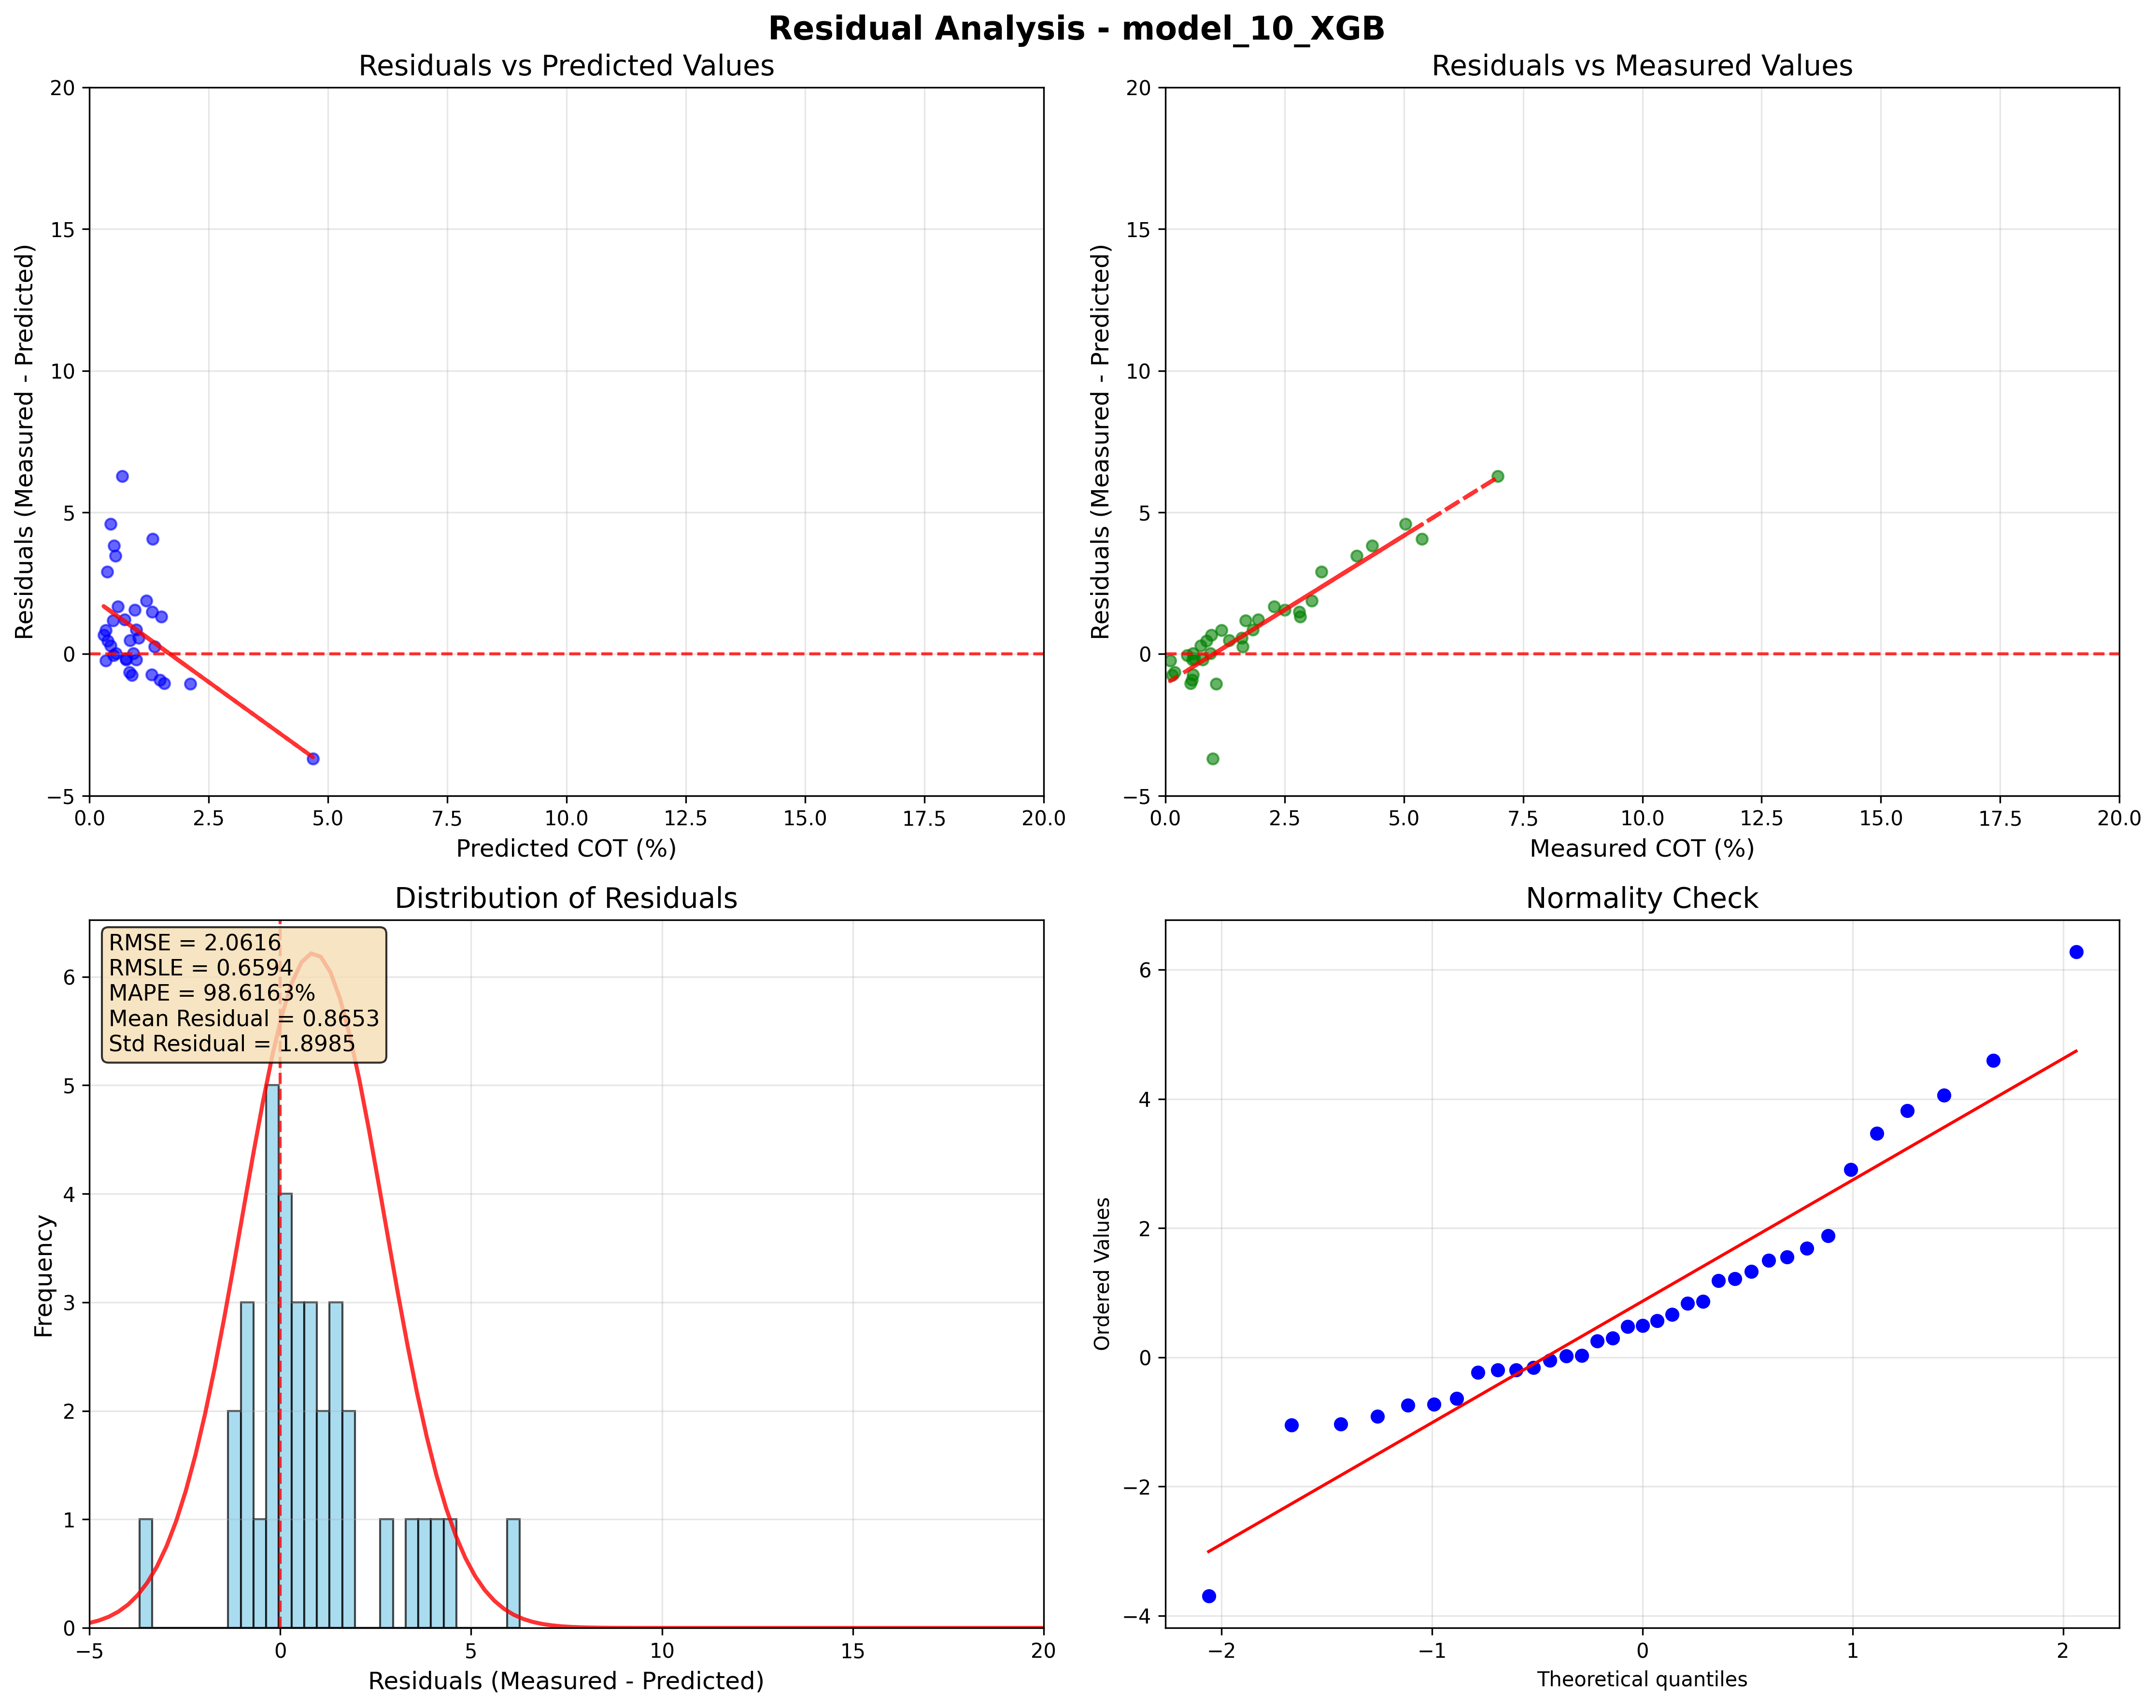 Residual Analysis - model_10_XGB
Residuals vs Predicted Values
20
15
10
5
0
−5
0.0 2.5 5.0 7.5 10.0 12.5 15.0 17.5 20.0
Predicted COT (%)
Residuals (Measured - Predicted)
Residuals vs Measured Values
20
15
10
5
0
−5
0.0 2.5 5.0 7.5 10.0 12.5 15.0 17.5 20.0
Measured COT (%)
Residuals (Measured - Predicted)
Distribution of Residuals
RMSE = 2.0616
RMSLE = 0.6594
MAPE = 98.6163%
Mean Residual = 0.8653
Std Residual = 1.8985
6
5
4
3
2
1
0
−5 0 5 10 15 20
Residuals (Measured - Predicted)
Frequency
Normality Check
6
4
2
0
−2
−4
−2 −1 0 1 2
Theoretical quantiles
Ordered Values